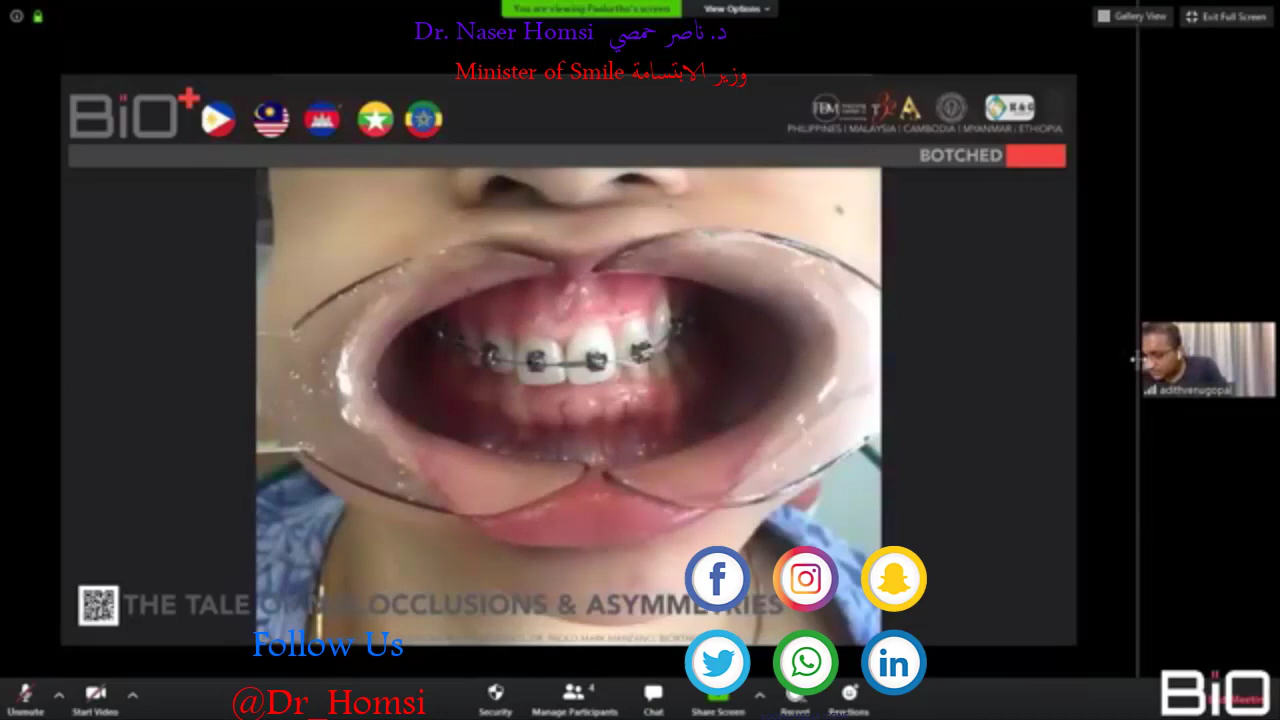 You are viewing Paolurtho's screen
View Options
Gallery View
Exit Full Screen
Dr. Naser Homsi د. ناصر حمصي
Minister of Smile وزير الابتسامة
BiO+
PHILIPPINES | MALAYSIA | CAMBODIA | MYANMAR | ETHIOPIA
BOTCHED
adithvenugopal
THE TALE OF MALOCCLUSIONS & ASYMMETRIES
Follow Us
@Dr_Homsi
Unmute
Start Video
Security
Manage Participants
4
Chat
Share Screen
Record
Reactions
BiO